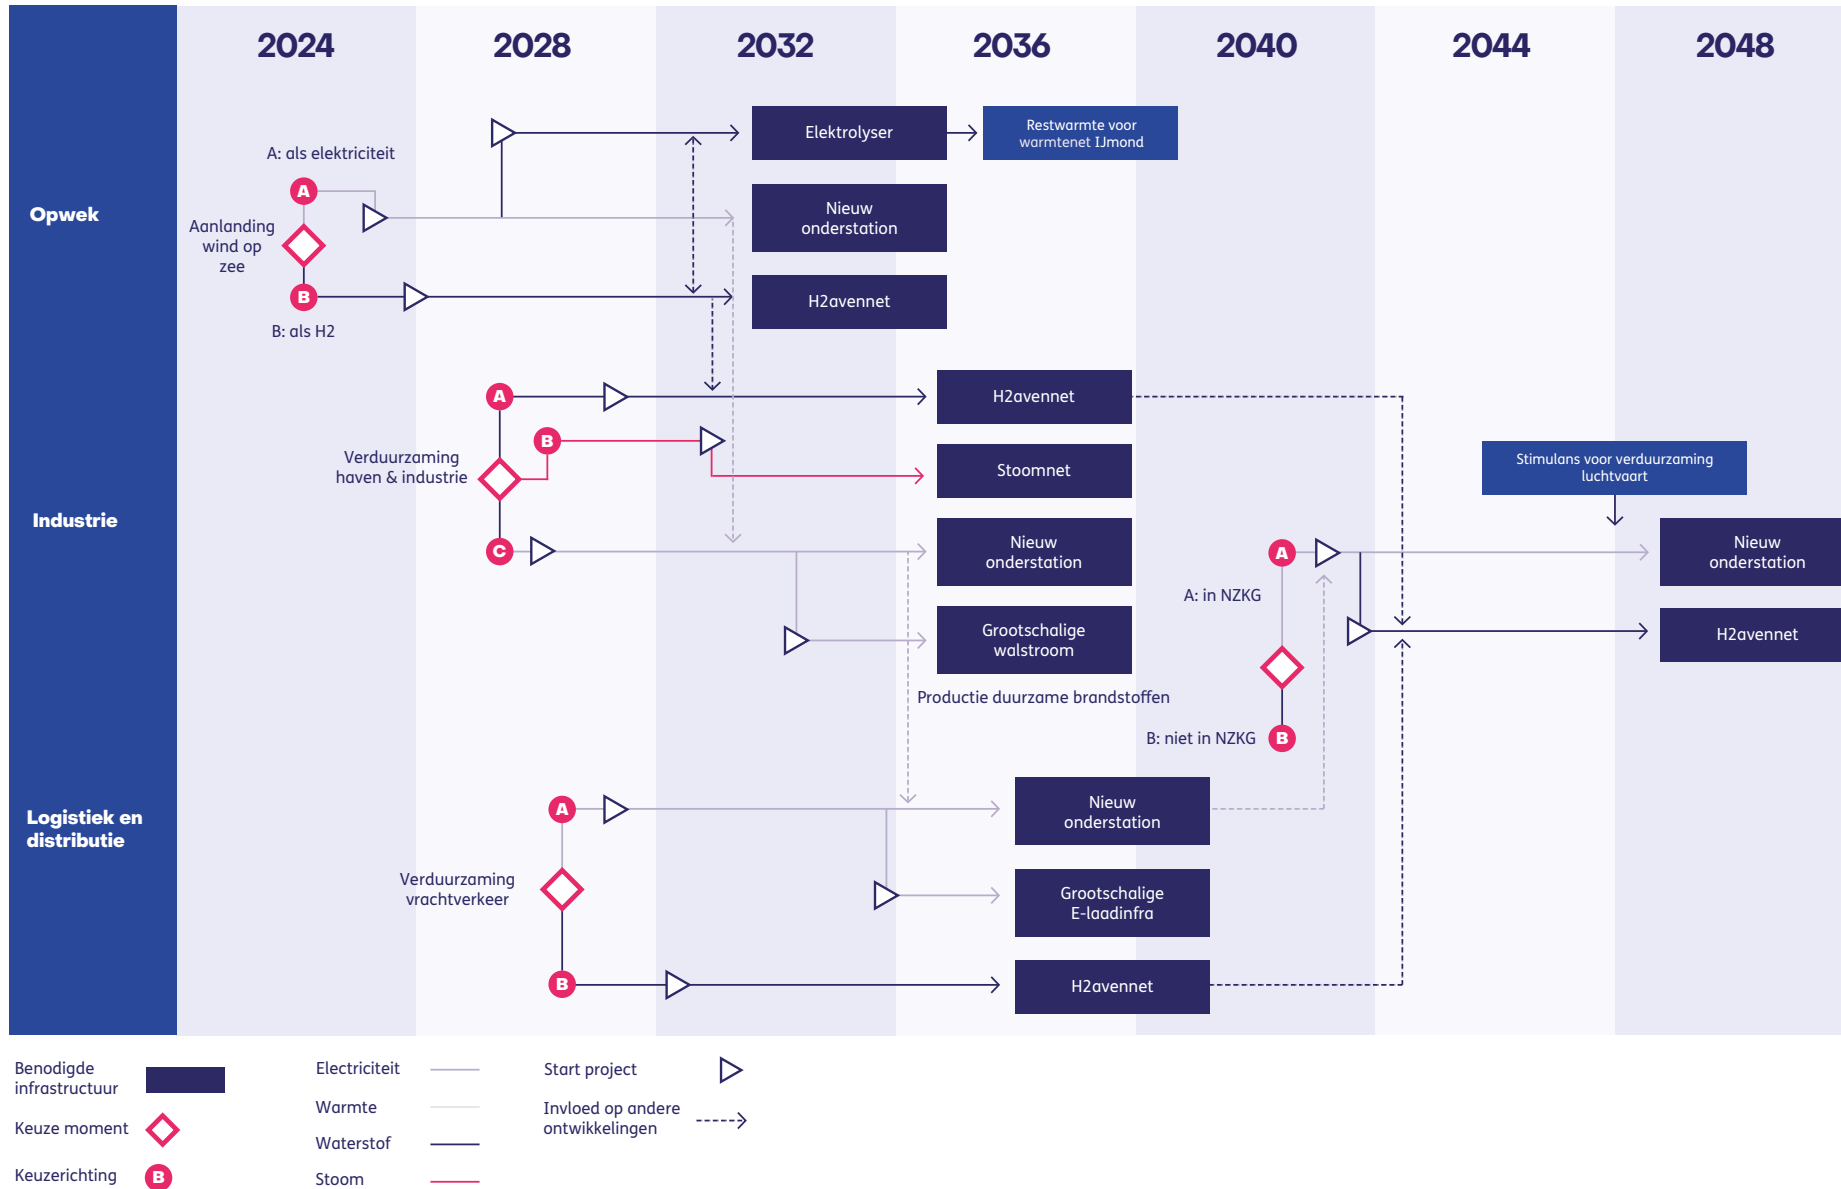 2024
2028
2032
2036
2040
2044
2048
Opwek
A: als elektriciteit
A
Aanlanding
wind op
zee
B
B: als H2
Elektrolyser
Restwarmte voor
warmtenet IJmond
Nieuw
onderstation
H2avennet
Industrie
A
B
Verduurzaming
haven & industrie
C
H2avennet
Stoomnet
Nieuw
onderstation
Grootschalige
walstroom
Productie duurzame brandstoffen
A
A: in NZKG
B: niet in NZKG
B
Stimulans voor verduurzaming
luchtvaart
Nieuw
onderstation
H2avennet
Logistiek en
distributie
A
Verduurzaming
vrachtverkeer
B
Nieuw
onderstation
Grootschalige
E-laadinfra
H2avennet
Benodigde
infrastructuur
Keuze moment
Keuzerichting
B
Electriciteit
Warmte
Waterstof
Stoom
Start project
Invloed op andere
ontwikkelingen